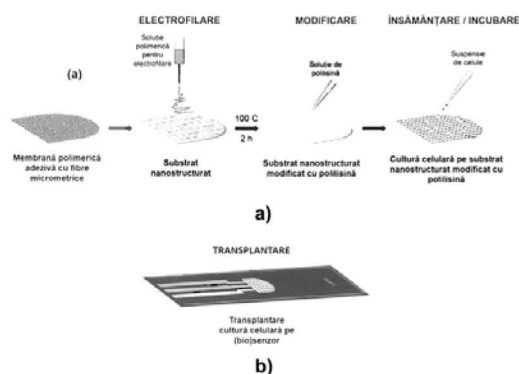 ELECTROFILARE
MODIFICARE
ÎNSĂMÂNȚARE / INCUBARE
Soluție
polimerică
pentru
electrofilare
Soluție de
polilisină
Suspensie
de celule
(a)
100 C
2 h
Membrană polimerică
adezivă cu fibre
micrometrice
Substrat
nanostructurat
Substrat nanostructurat
modificat cu polilisină
Cultură celulară pe substrat
nanostructurat modificat cu
polilisină
a)
TRANSPLANTARE
Transplantare
cultură celulară pe
(bio)senzor
b)